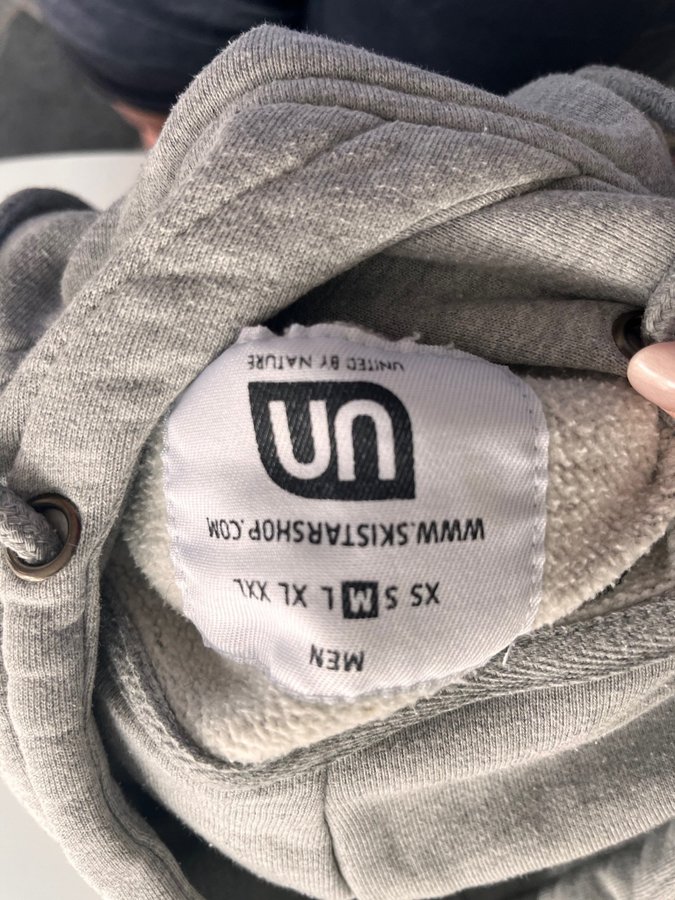 MEN
XS S M L XL XXL
WWW.SKISTARSHOP.COM
un
UNITED BY NATURE